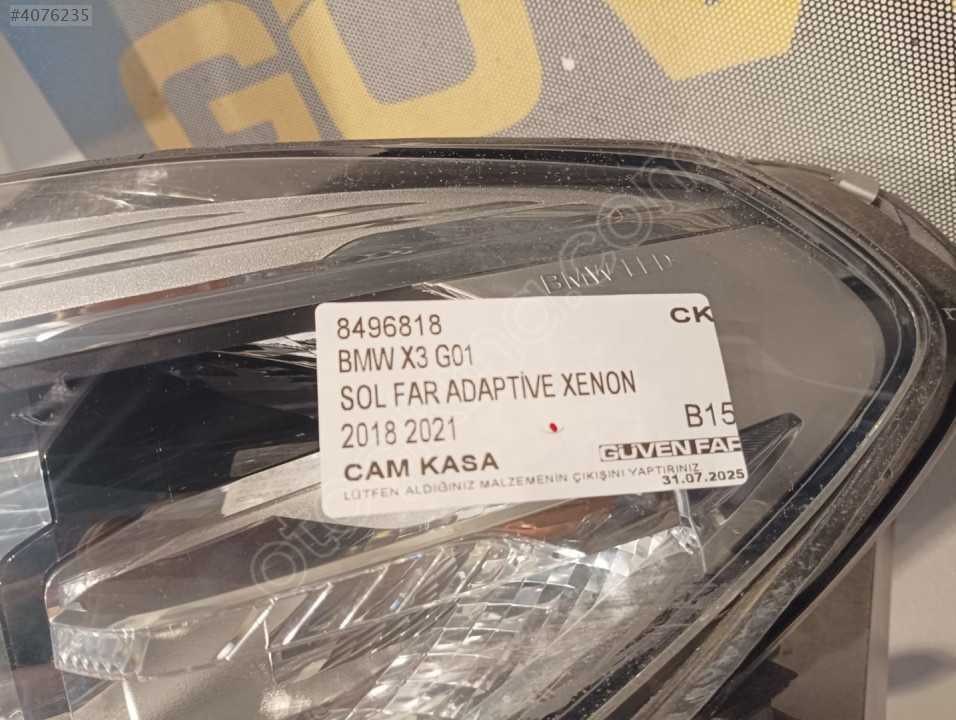 #4076235
GÜV
BMW LED
8496818
CK
BMW X3 G01
SOL FAR ADAPTİVE XENON
2018 2021
B15
CAM KASA
GÜVEN FAR
LÜTFEN ALDIĞINIZ MALZEMENİN ÇIKIŞINI YAPTIRINIZ.
31.07.2025